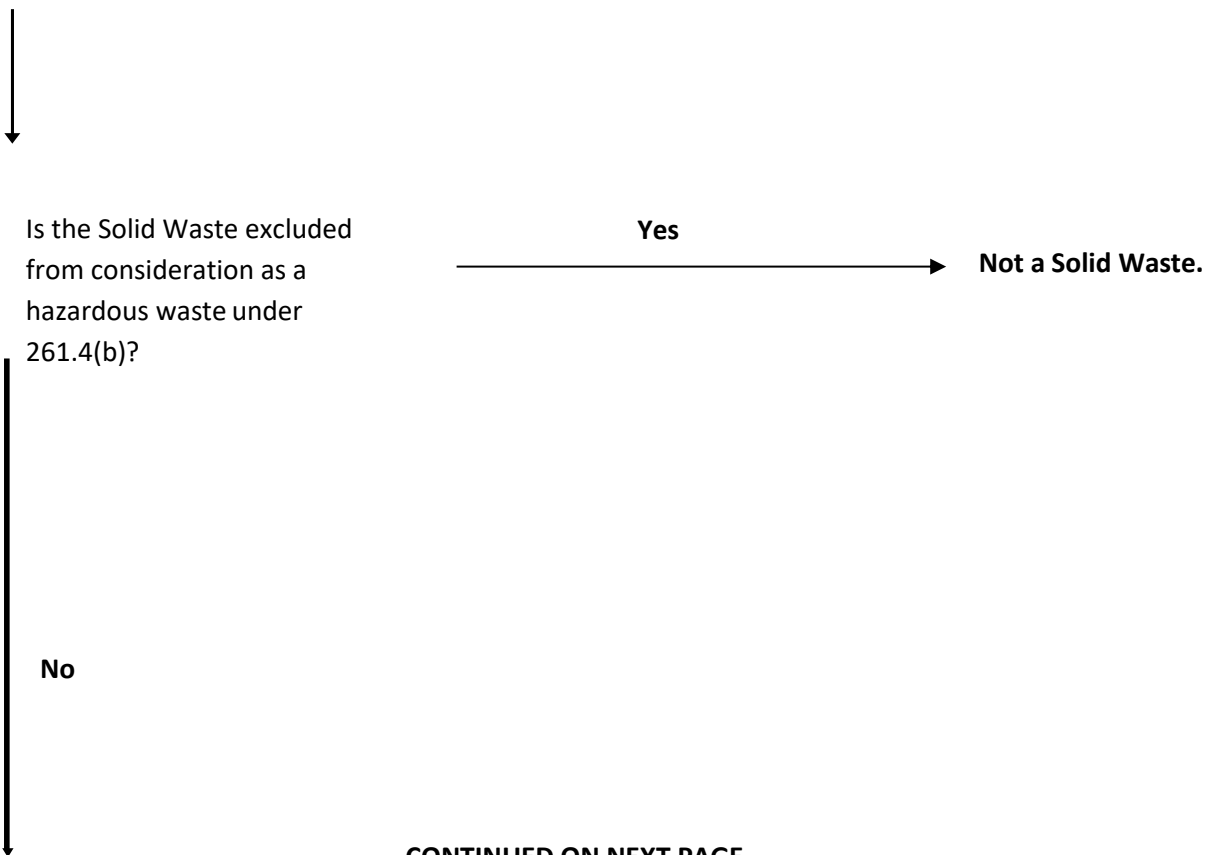 Is the Solid Waste excluded
from consideration as a
hazardous waste under
261.4(b)?
Yes
Not a Solid Waste.
No
CONTINUED ON NEXT PAGE